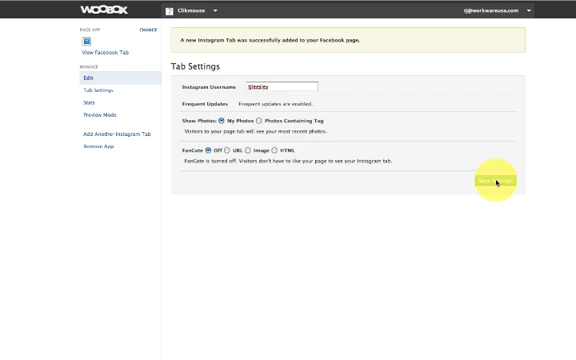 WOOBOX
Clikmouse
tj@workwareusa.com
PAGE APP
CHANGE
View Facebook Tab
MANAGE
Edit
Tab Settings
Stats
Preview Mode
Add Another Instagram Tab
Remove App
A new Instagram Tab was successfully added to your Facebook page.
Tab Settings
Instagram Username
Frequent Updates Frequent updates are enabled.
Show Photos: My Photos Photos Containing Tag
Visitors to your page tab will see your most recent photos.
FanGate Off URL Image HTML
FanGate is turned off. Visitors don't have to like your page to see your Instagram tab.